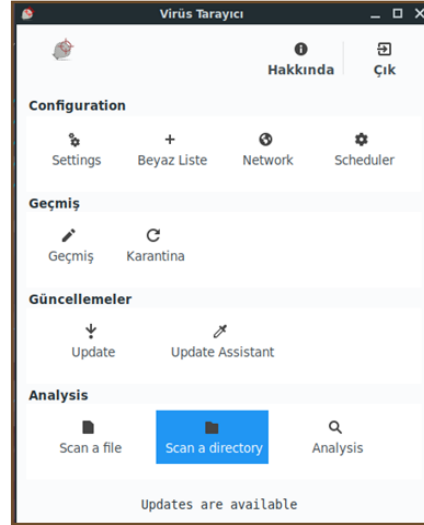 Virüs Tarayıcı
Hakkında Çık
Configuration
Settings Beyaz Liste Network Scheduler
Geçmiş
Geçmiş Karantina
Güncellemeler
Update Update Assistant
Analysis
Scan a file Scan a directory Analysis
Updates are available